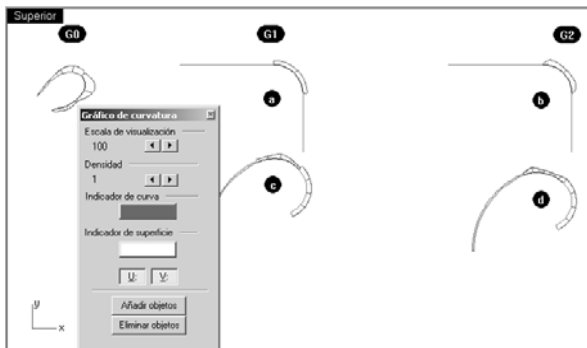 Superior
G0
G1
G2
a
b
Gráfico de curvatura
Escala de visualización
100
Densidad
1
Indicador de curva
c
d
Indicador de superficie
U:
V:
Añadir objetos
Eliminar objetos
y
x